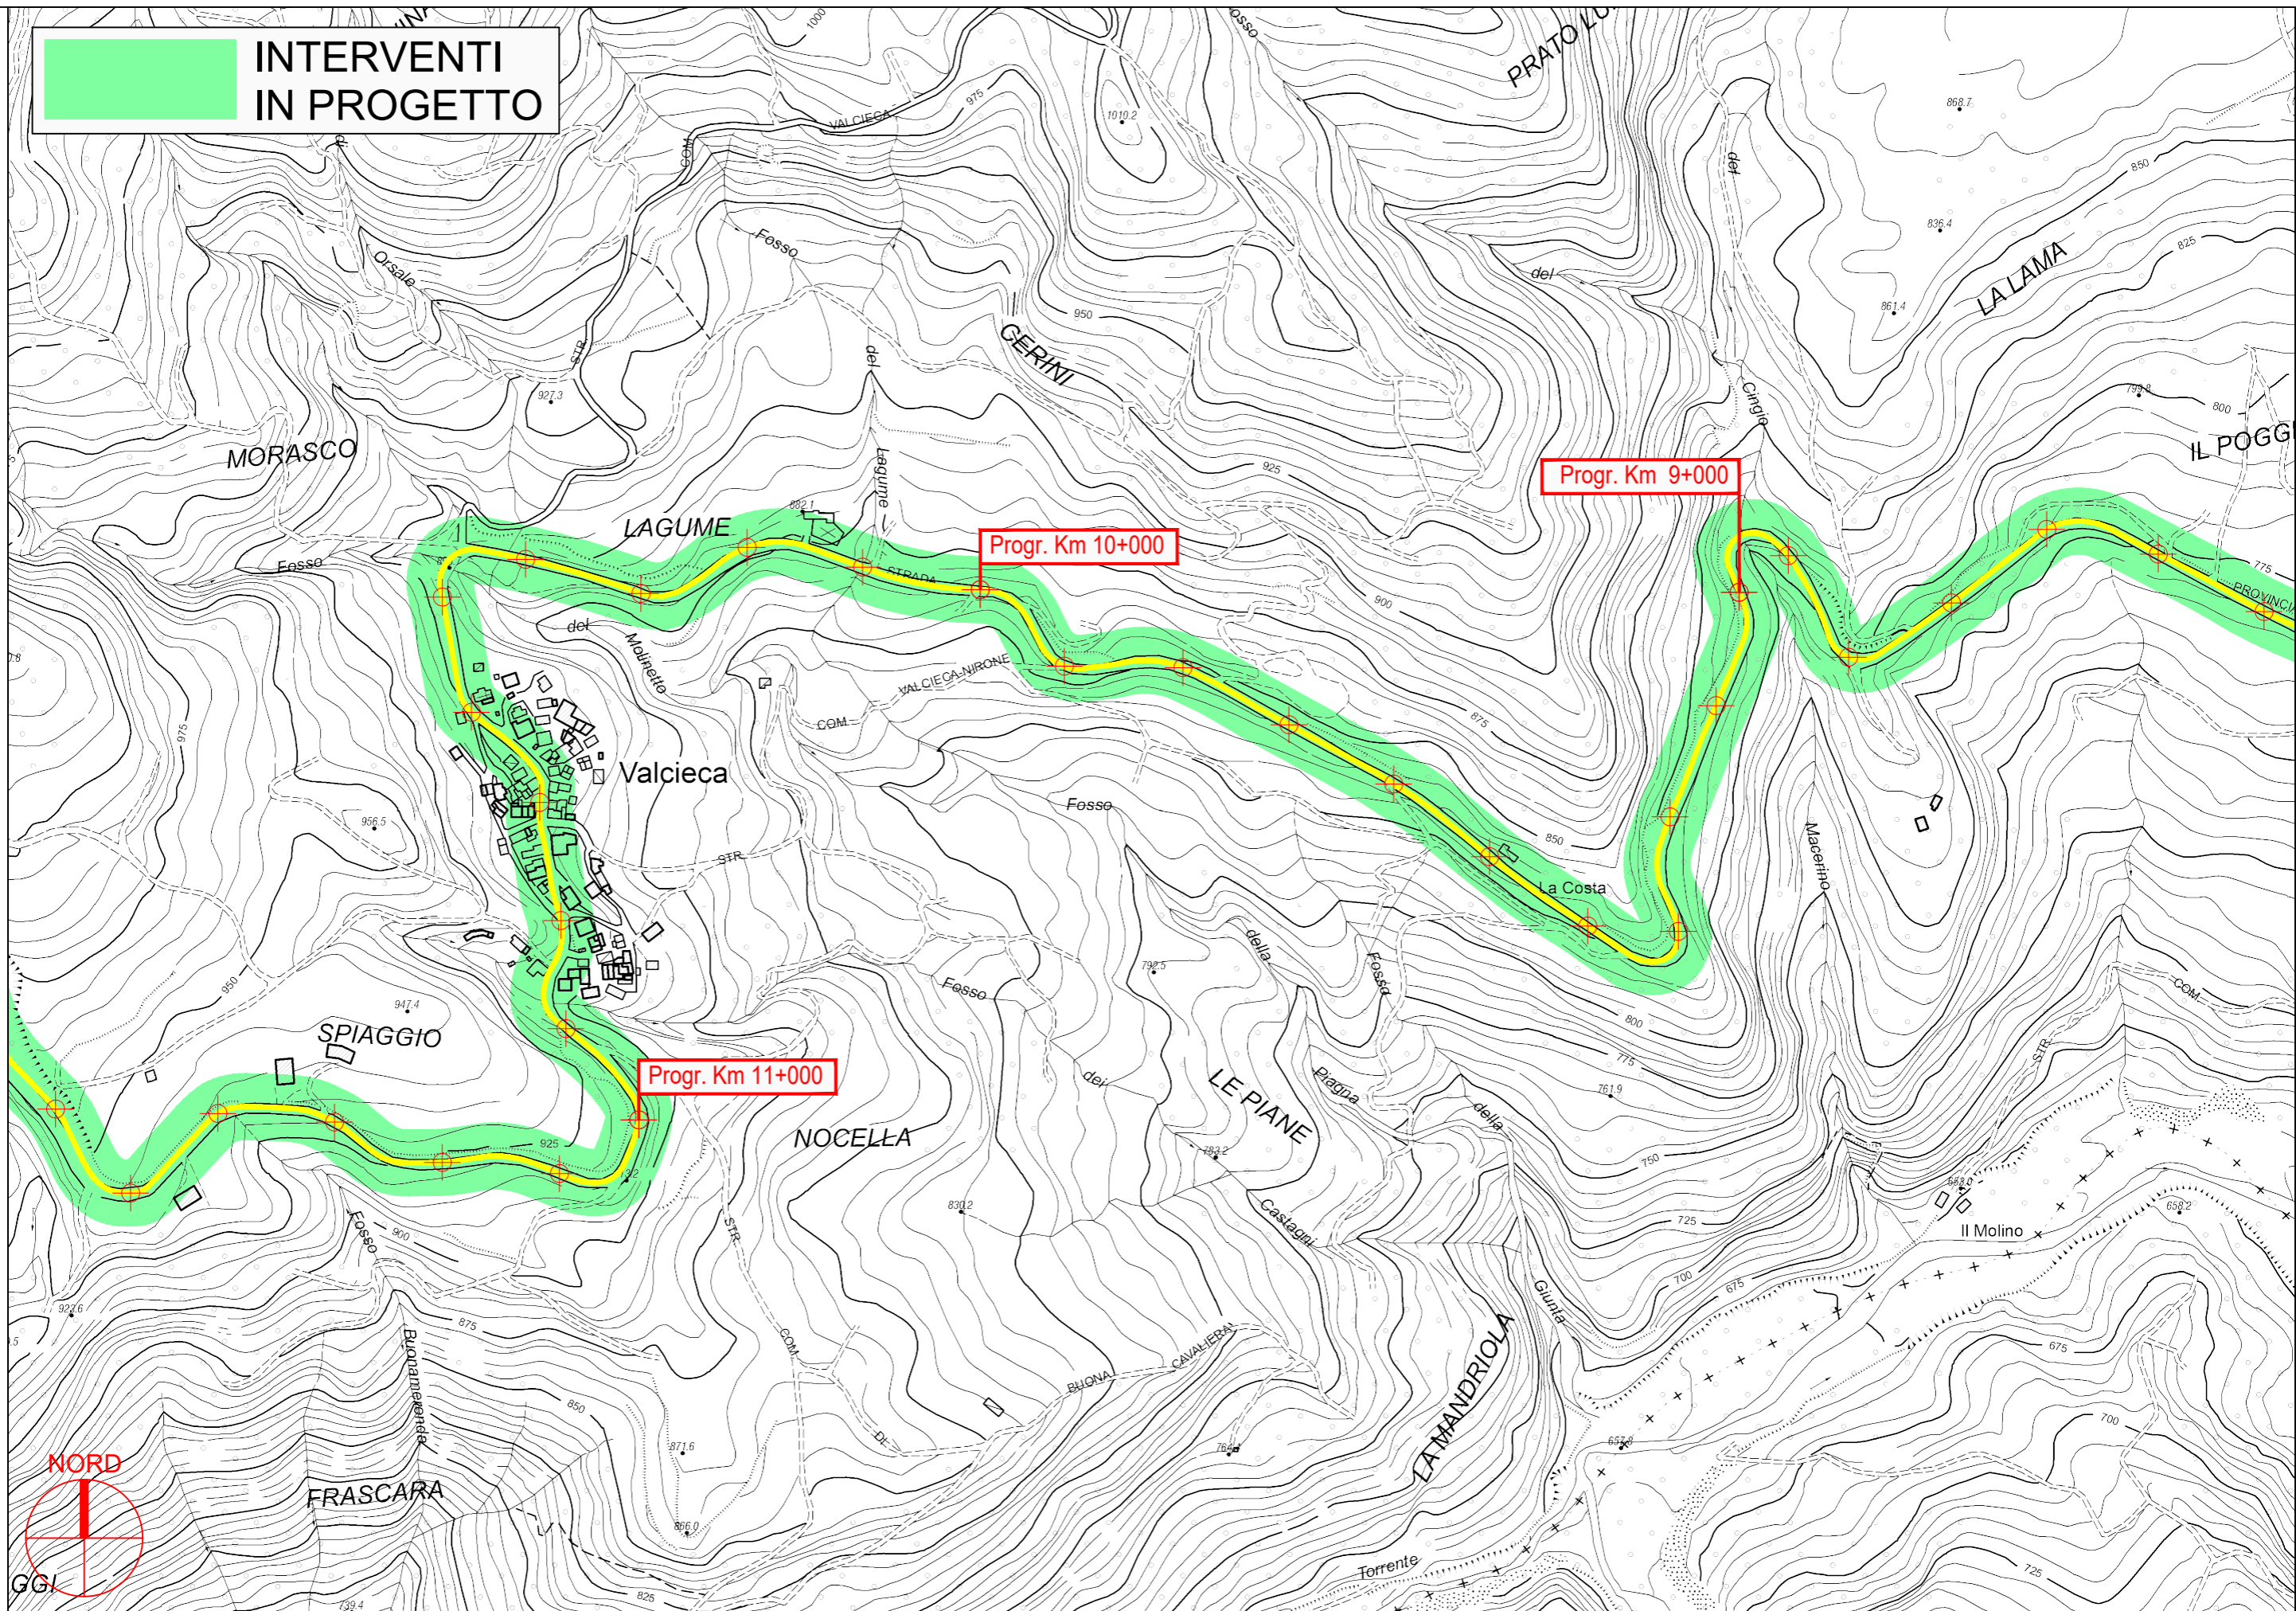 INTERVENTI
IN PROGETTO
1000
Fosso
PRATO
975
VALCIECA
COM.
1010.2
868.7
del
850
836.4
825
LA LAMA
861.4
Orsale
Fosso
del
950
CERINI
STR.
927.3
del
Cingio
799.8
800
IL POGGI
MORASCO
Lagume
925
Progr. Km 9+000
882.1
LAGUME
Progr. Km 10+000
Fosso
STRADA
775
PROVINCIA
900
del
Molinetto
VALCIECA-NIRONE
COM.
875
975
Valcieca
956.5
Fosso
850
Macerino
STR.
La Costa
della
792.5
Fosso
950
Fosso
947.4
COM.
800
SPIAGGIO
STR.
775
Progr. Km 11+000
dei
LE PIANE
Piagna
761.9
della
925
NOCELLA
783.2
750
830.2
Castagni
658.2
725
Il Molino
Fosso
900
STR.
700
675
Giunta
923.6
875
COM.
Buonamerenda
675
CAVALIERA
BUONA
850
LA MANDRIOLA
700
DI
871.6
657.8
NORD
FRASCARA
866.0
Torrente
725
GGI
825
739.4